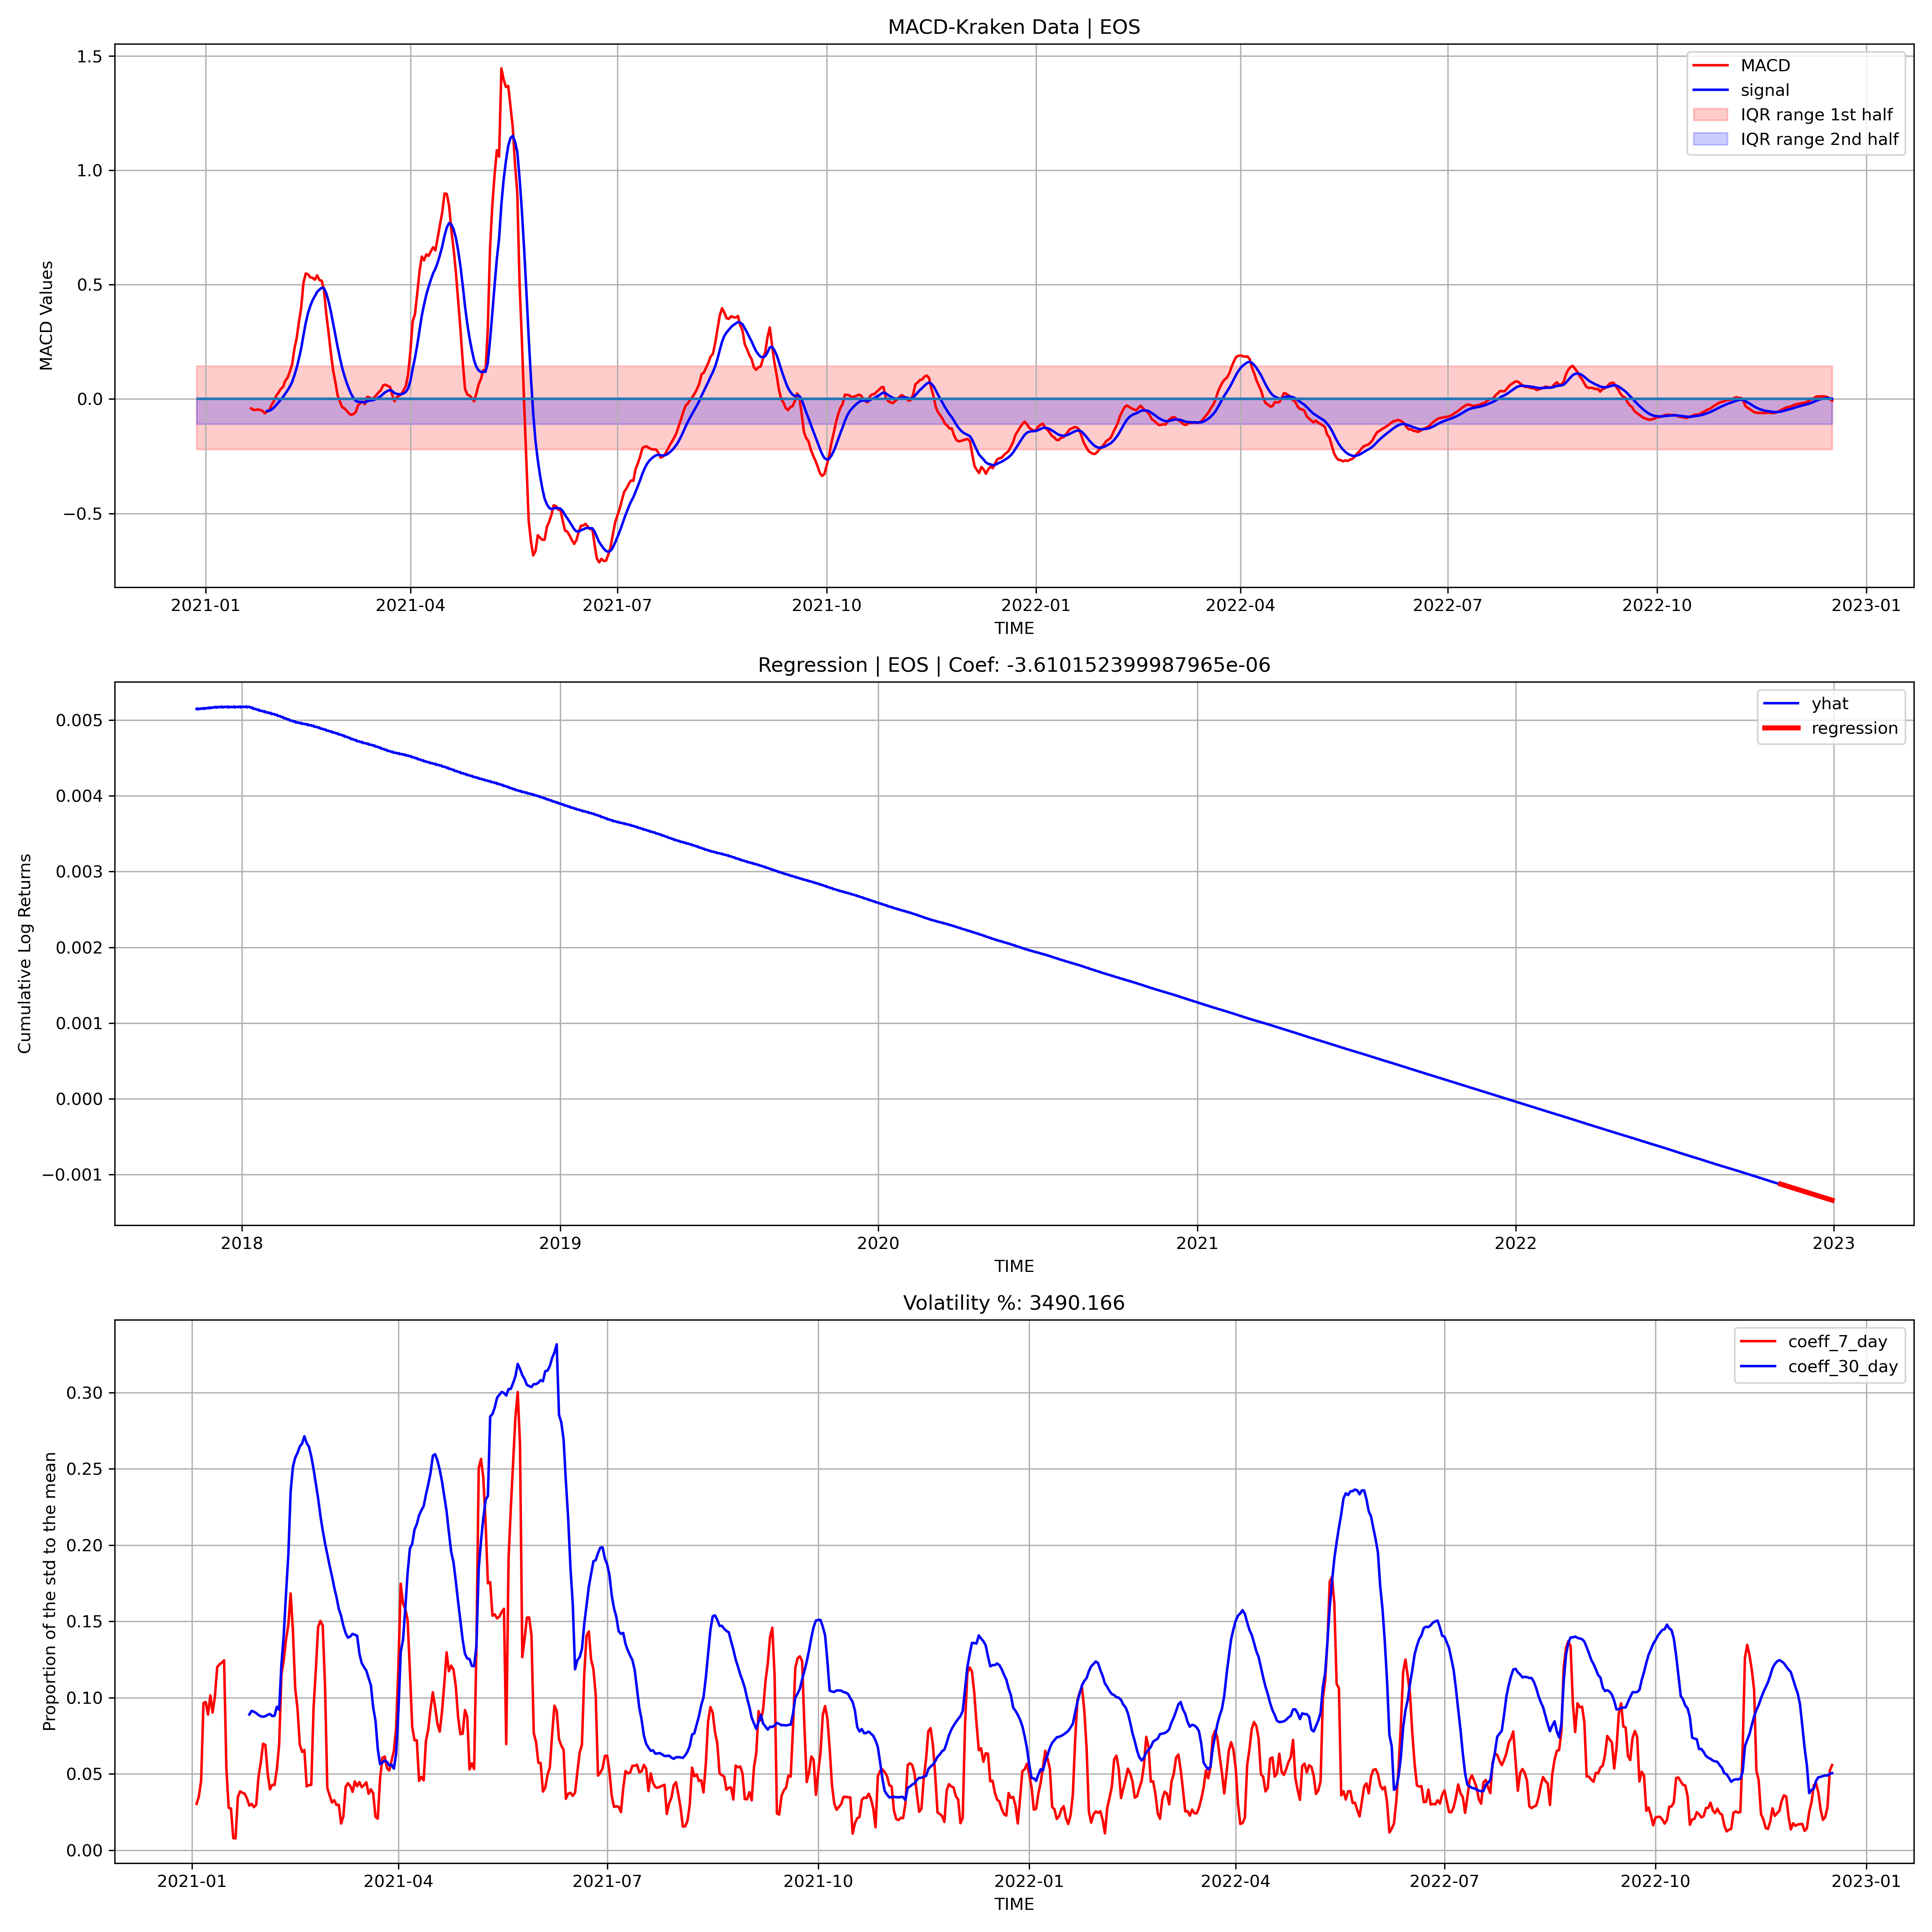 MACD-Kraken Data | EOS
MACD Values
1.5
1.0
0.5
0.0
−0.5
MACD
signal
IQR range 1st half
IQR range 2nd half
2021-01 2021-04 2021-07 2021-10 2022-01 2022-04 2022-07 2022-10 2023-01
TIME
Regression | EOS | Coef: -3.610152399987965e-06
Cumulative Log Returns
0.005
0.004
0.003
0.002
0.001
0.000
−0.001
yhat
regression
2018 2019 2020 2021 2022 2023
TIME
Volatility %: 3490.166
Proportion of the std to the mean
0.30
0.25
0.20
0.15
0.10
0.05
0.00
coeff_7_day
coeff_30_day
2021-01 2021-04 2021-07 2021-10 2022-01 2022-04 2022-07 2022-10 2023-01
TIME